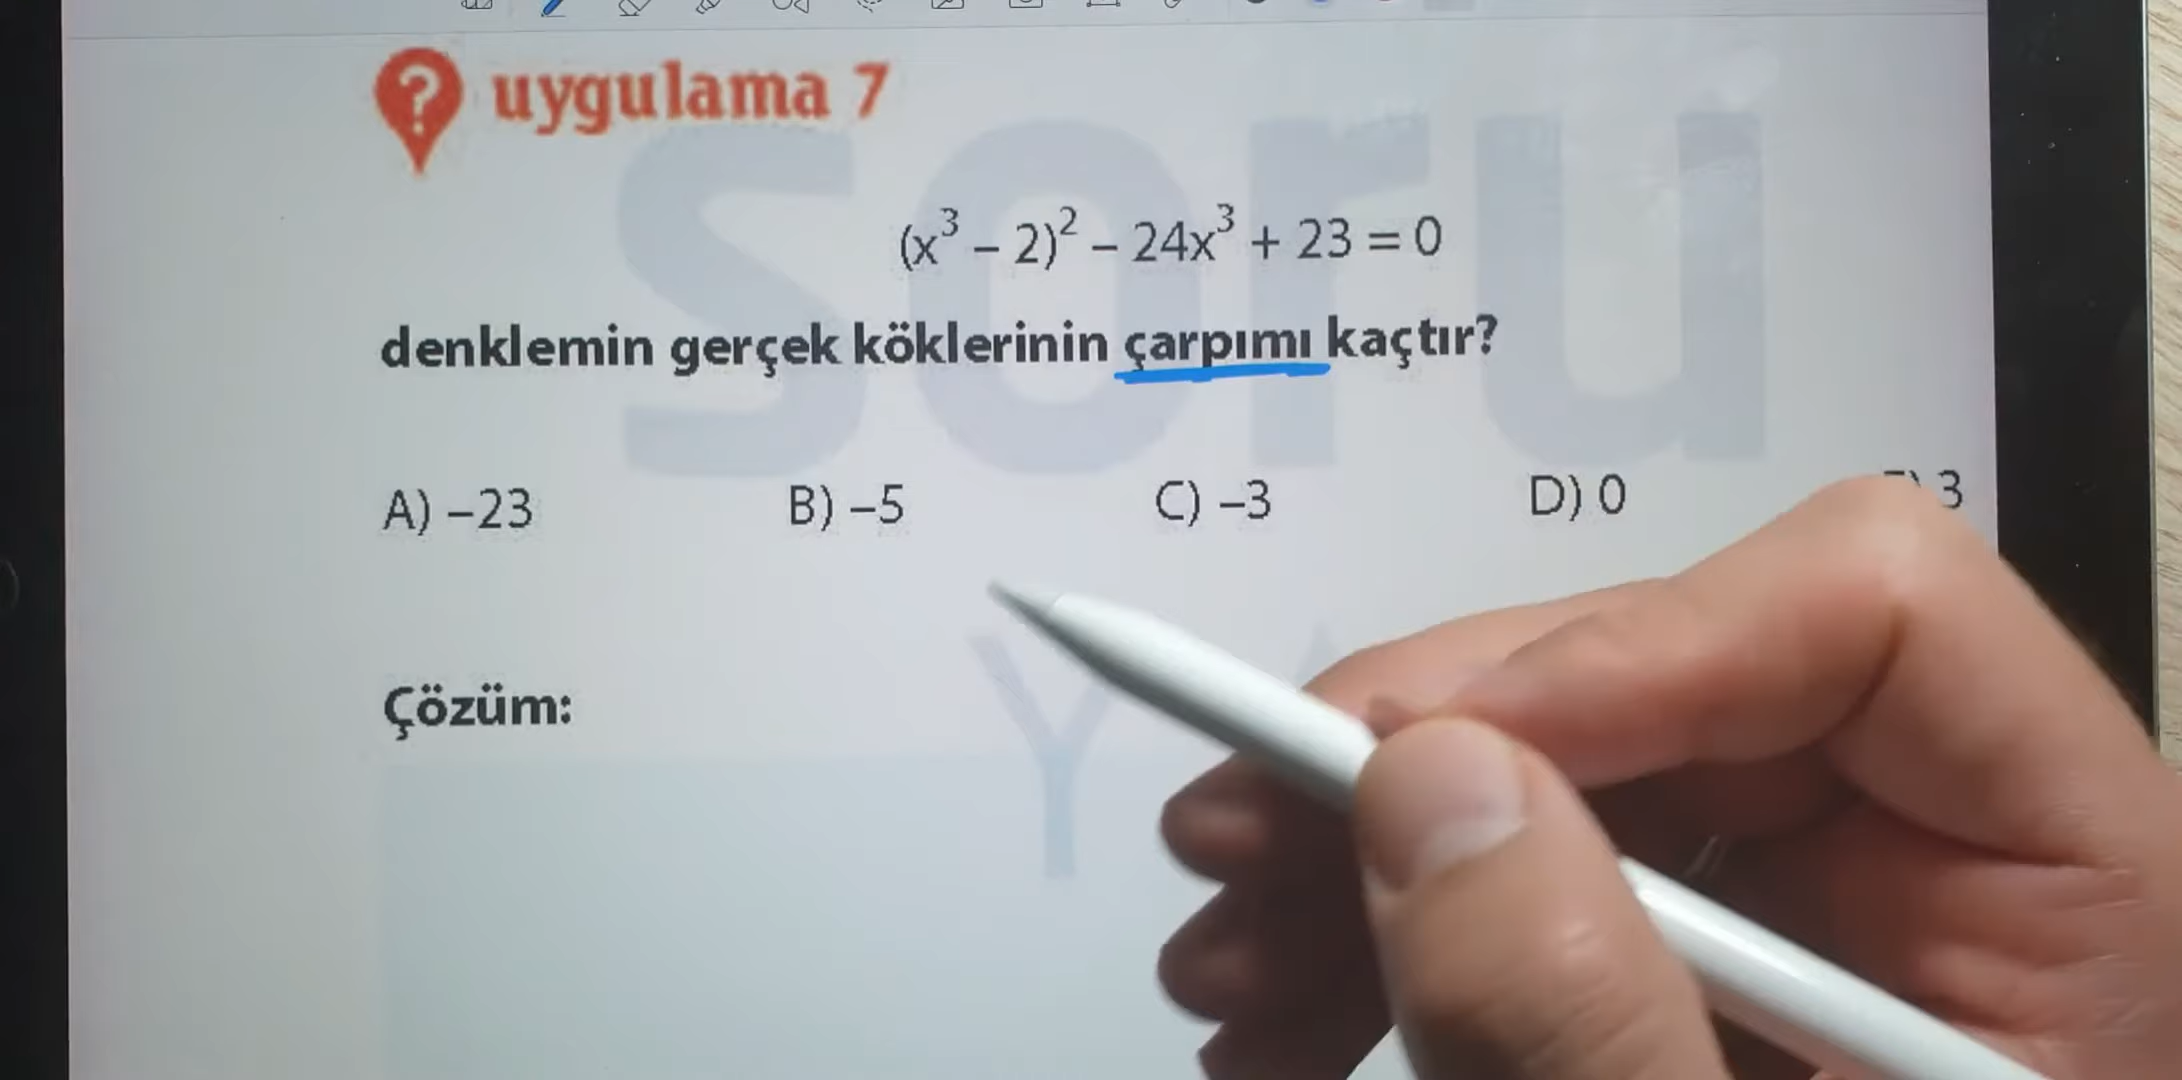 ? uygulama 7
(x³ – 2)² – 24x³ + 23 = 0
denklemin gerçek köklerinin çarpımı kaçtır?
A) –23 B) –5 C) –3 D) 0 3
Çözüm:
soru
Y